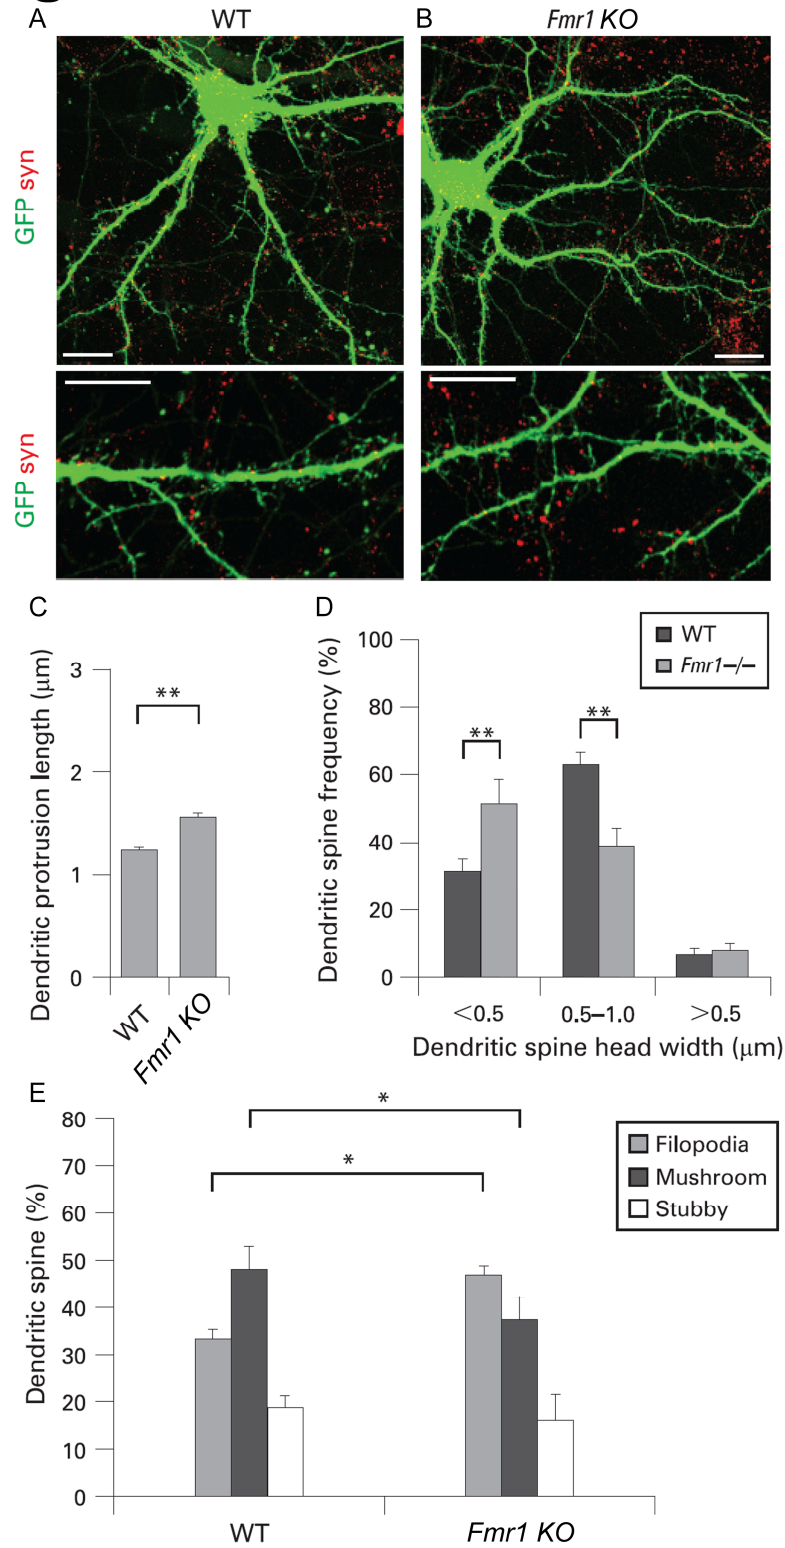 A WT B Fmr1 KO
GFP syn
GFP syn
C
Dendritic protrusion length (µm)
3
2
1
0
**
WT
Fmr1 KO
D
Dendritic spine frequency (%)
100
80
60
40
20
0
WT
Fmr1–/–
**
**
<0.5 0.5–1.0 >0.5
Dendritic spine head width (µm)
E
Dendritic spine (%)
80
70
60
50
40
30
20
10
0
*
*
Filopodia
Mushroom
Stubby
WT Fmr1 KO